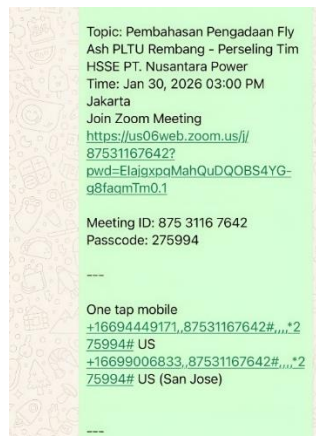 Topic: Pembahasan Pengadaan Fly
Ash PLTU Rembang - Perseling Tim
HSSE PT. Nusantara Power
Time: Jan 30, 2026 03:00 PM
Jakarta
Join Zoom Meeting
https://us06web.zoom.us/j/
87531167642?
pwd=ElajgxpgMahQuDQOBS4YG-
g8faqmTm0.1
Meeting ID: 875 3116 7642
Passcode: 275994
---
One tap mobile
+16694449171,,87531167642#,,,,*2
75994# US
+16699006833,,87531167642#,,,,*2
75994# US (San Jose)
---